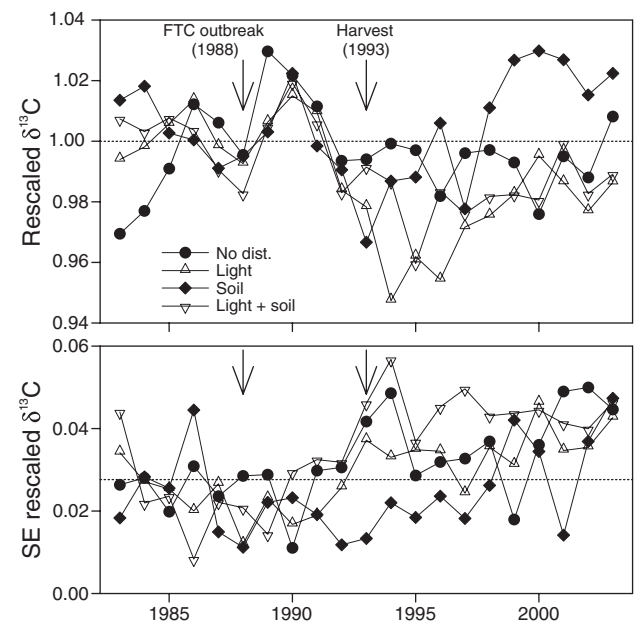 1.04
1.02
1.00
0.98
0.96
0.94
Rescaled δ¹³C
FTC outbreak
(1988)
Harvest
(1993)
No dist.
Light
Soil
Light + soil
0.06
0.04
0.02
0.00
SE rescaled δ¹³C
1985 1990 1995 2000